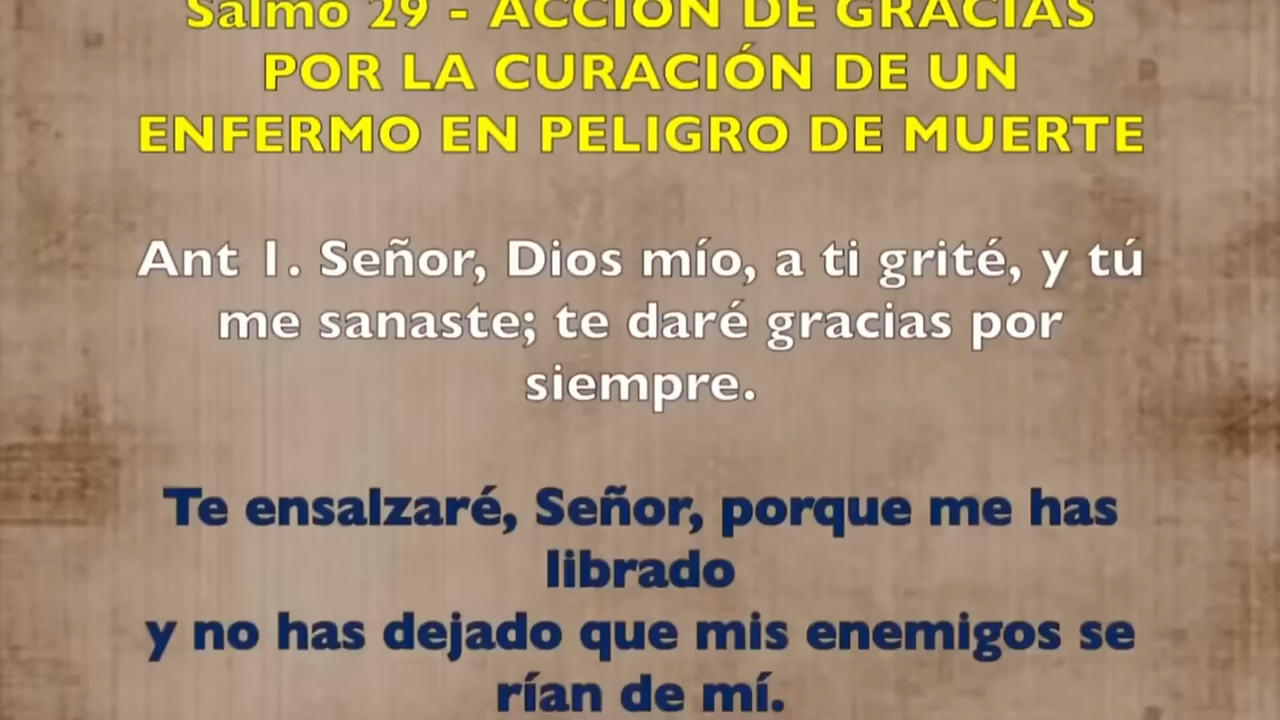 Salmo 29 - ACCIÓN DE GRACIAS
POR LA CURACIÓN DE UN
ENFERMO EN PELIGRO DE MUERTE
Ant 1. Señor, Dios mío, a ti grité, y tú
me sanaste; te daré gracias por
siempre.
Te ensalzaré, Señor, porque me has
librado
y no has dejado que mis enemigos se
rían de mí.